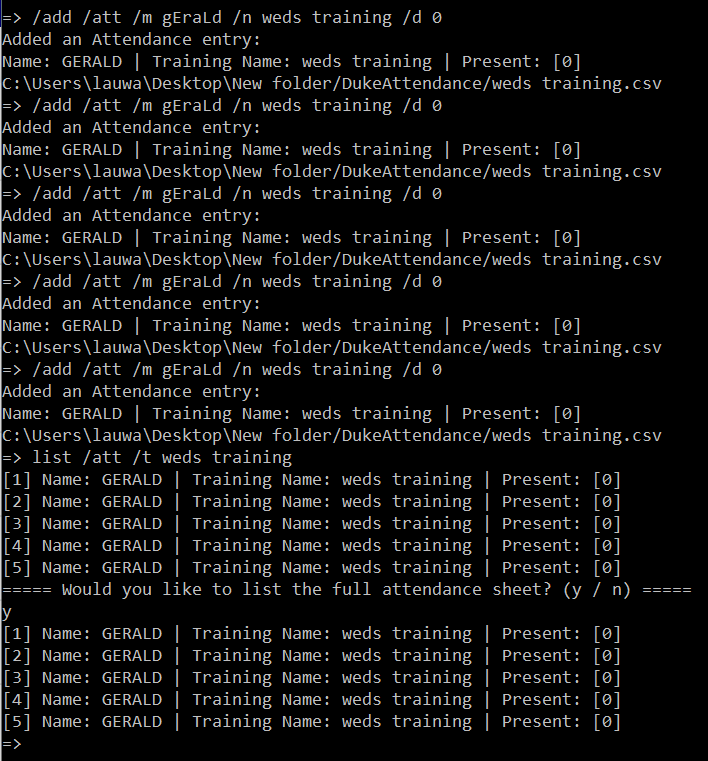 => /add /att /m gEraLd /n weds training /d 0
Added an Attendance entry:
Name: GERALD | Training Name: weds training | Present: [0]
C:\Users\lauwa\Desktop\New folder/DukeAttendance/weds training.csv
=> /add /att /m gEraLd /n weds training /d 0
Added an Attendance entry:
Name: GERALD | Training Name: weds training | Present: [0]
C:\Users\lauwa\Desktop\New folder/DukeAttendance/weds training.csv
=> /add /att /m gEraLd /n weds training /d 0
Added an Attendance entry:
Name: GERALD | Training Name: weds training | Present: [0]
C:\Users\lauwa\Desktop\New folder/DukeAttendance/weds training.csv
=> /add /att /m gEraLd /n weds training /d 0
Added an Attendance entry:
Name: GERALD | Training Name: weds training | Present: [0]
C:\Users\lauwa\Desktop\New folder/DukeAttendance/weds training.csv
=> /add /att /m gEraLd /n weds training /d 0
Added an Attendance entry:
Name: GERALD | Training Name: weds training | Present: [0]
C:\Users\lauwa\Desktop\New folder/DukeAttendance/weds training.csv
=> list /att /t weds training
[1] Name: GERALD | Training Name: weds training | Present: [0]
[2] Name: GERALD | Training Name: weds training | Present: [0]
[3] Name: GERALD | Training Name: weds training | Present: [0]
[4] Name: GERALD | Training Name: weds training | Present: [0]
[5] Name: GERALD | Training Name: weds training | Present: [0]
===== Would you like to list the full attendance sheet? (y / n) =====
y
[1] Name: GERALD | Training Name: weds training | Present: [0]
[2] Name: GERALD | Training Name: weds training | Present: [0]
[3] Name: GERALD | Training Name: weds training | Present: [0]
[4] Name: GERALD | Training Name: weds training | Present: [0]
[5] Name: GERALD | Training Name: weds training | Present: [0]
=>